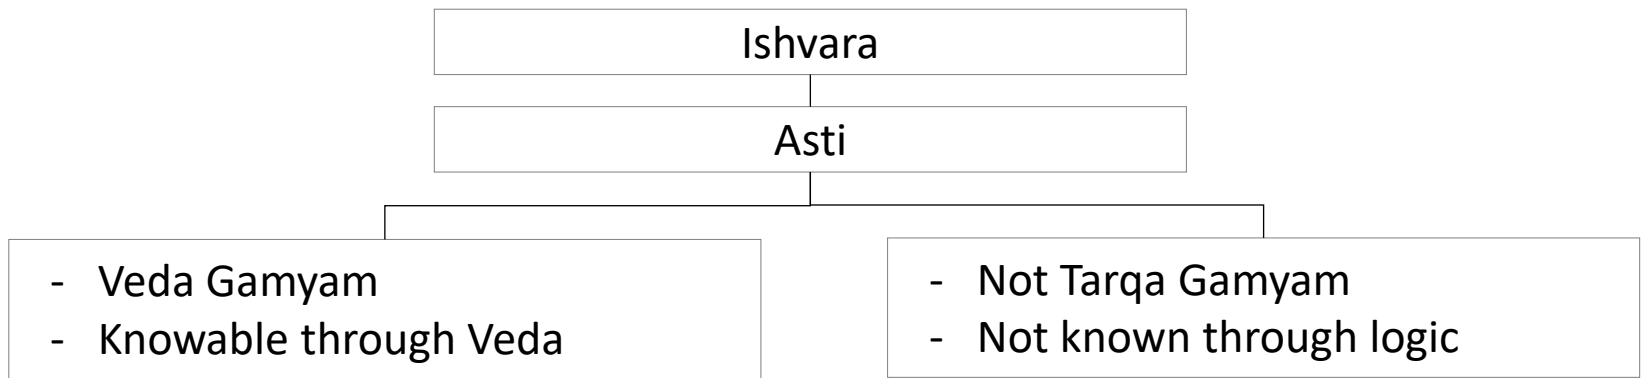 Ishvara
Asti
- Veda Gamyam
- Knowable through Veda
- Not Tarqa Gamyam
- Not known through logic